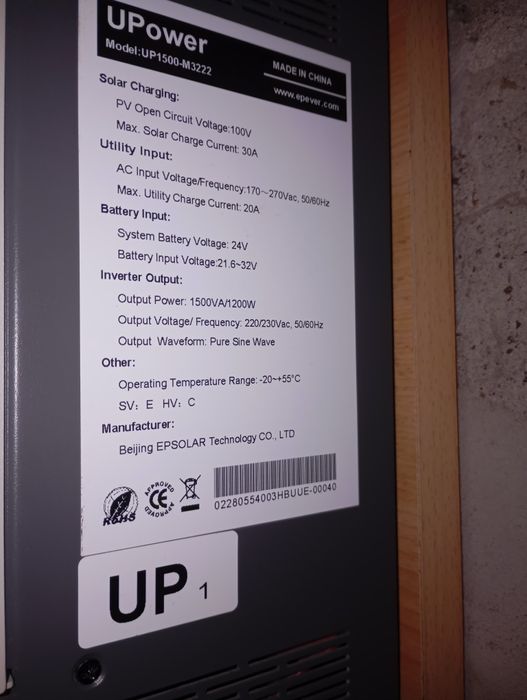 UPower
Model:UP1500-M3222
MADE IN CHINA
www.epever.com
Solar Charging:
PV Open Circuit Voltage:100V
Max. Solar Charge Current: 30A
Utility Input:
AC Input Voltage/Frequency:170～270Vac, 50/60Hz
Max. Utility Charge Current: 20A
Battery Input:
System Battery Voltage: 24V
Battery Input Voltage:21.6~32V
Inverter Output:
Output Power: 1500VA/1200W
Output Voltage/ Frequency: 220/230Vac, 50/60Hz
Output Waveform: Pure Sine Wave
Other:
Operating Temperature Range: -20~+55°C
SV: E HV: C
Manufacturer:
Beijing EPSOLAR Technology CO., LTD
RoHS
APPROVED
CE
APPROVED
02280554003HBUUE-00040
UP 1